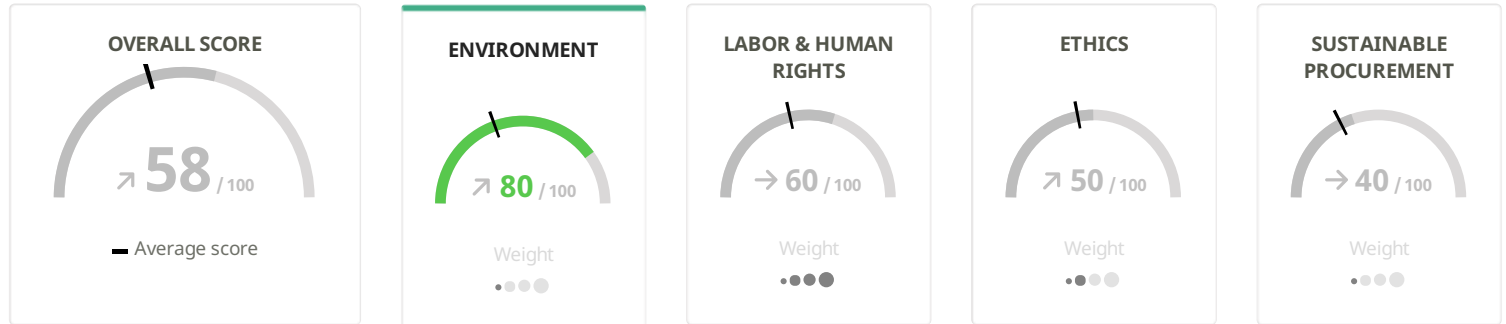 OVERALL SCORE
58 / 100
Average score
ENVIRONMENT
80 / 100
Weight
LABOR & HUMAN
RIGHTS
60 / 100
Weight
ETHICS
50 / 100
Weight
SUSTAINABLE
PROCUREMENT
40 / 100
Weight